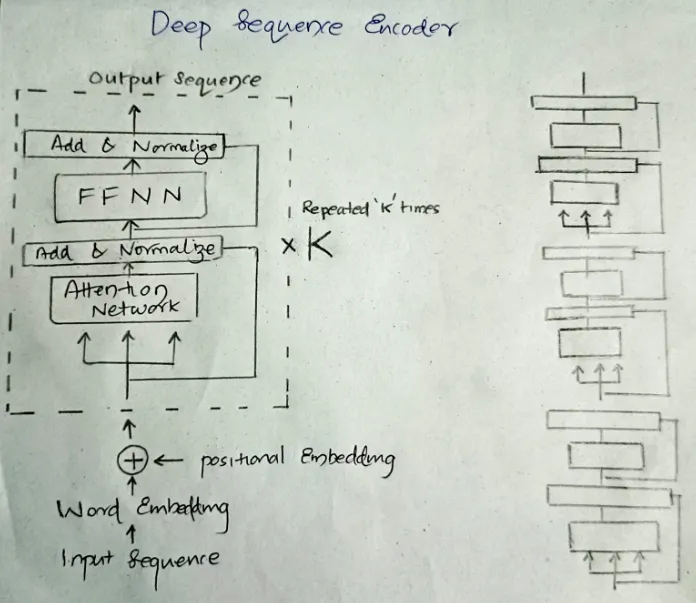 Deep Sequence Encoder
Output Sequence
Add & Normalize
FFNN
Add & Normalize
Attention
Network
Repeated 'K' times
x K
+ ← positional Embedding
Word Embedding
Input Sequence